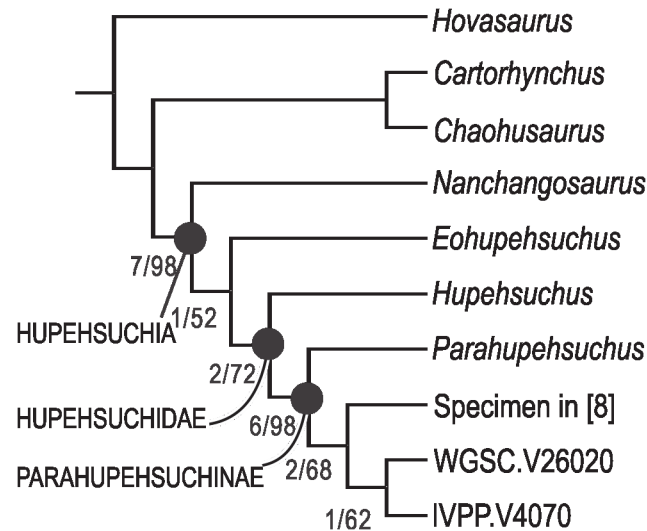 Hovasaurus
Cartorhynchus
Chaohusaurus
Nanchangosaurus
Eohupehsuchus
7/98
Hupehsuchus
1/52
HUPEHSUCHIA
Parahupehsuchus
2/72
Specimen in [8]
HUPEHSUCHIDAE
6/98
WGSC.V26020
2/68
PARAHUPEHSUCHINAE
IVPP.V4070
1/62